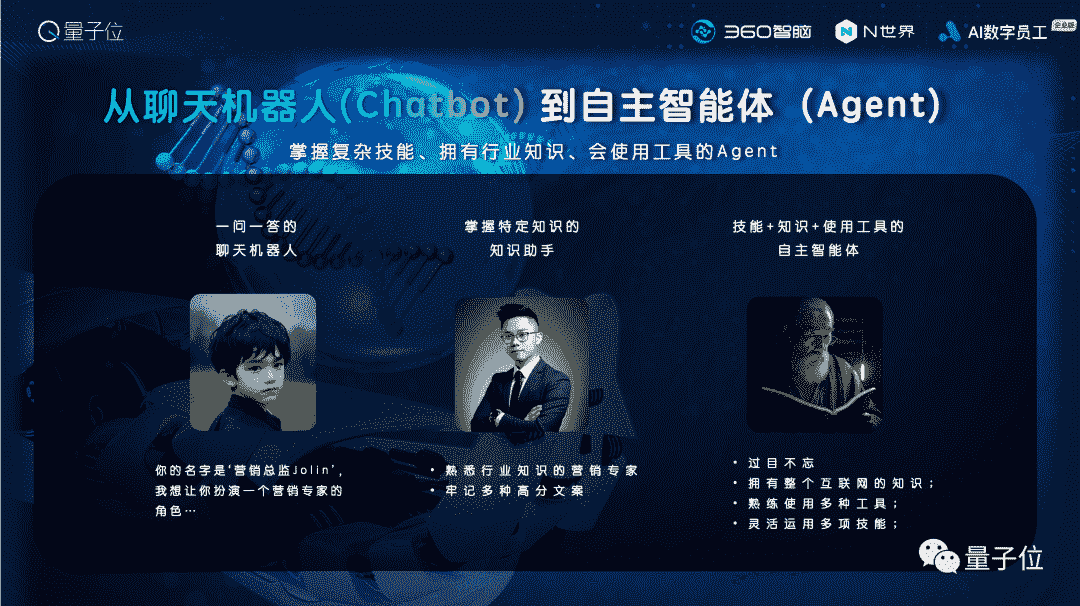 量子位
360智脑
N世界
AI数字员工
企业版
从聊天机器人(Chatbot) 到自主智能体（Agent）
掌握复杂技能、拥有行业知识、会使用工具的Agent
一问一答的
聊天机器人
你的名字是‘营销总监Jolin’,
我想让你扮演一个营销专家的
角色…
掌握特定知识的
知识助手
• 熟悉行业知识的营销专家
• 牢记多种高分文案
技能+知识+使用工具的
自主智能体
• 过目不忘
• 拥有整个互联网的知识；
• 熟练使用多种工具；
• 灵活运用多项技能；
量子位